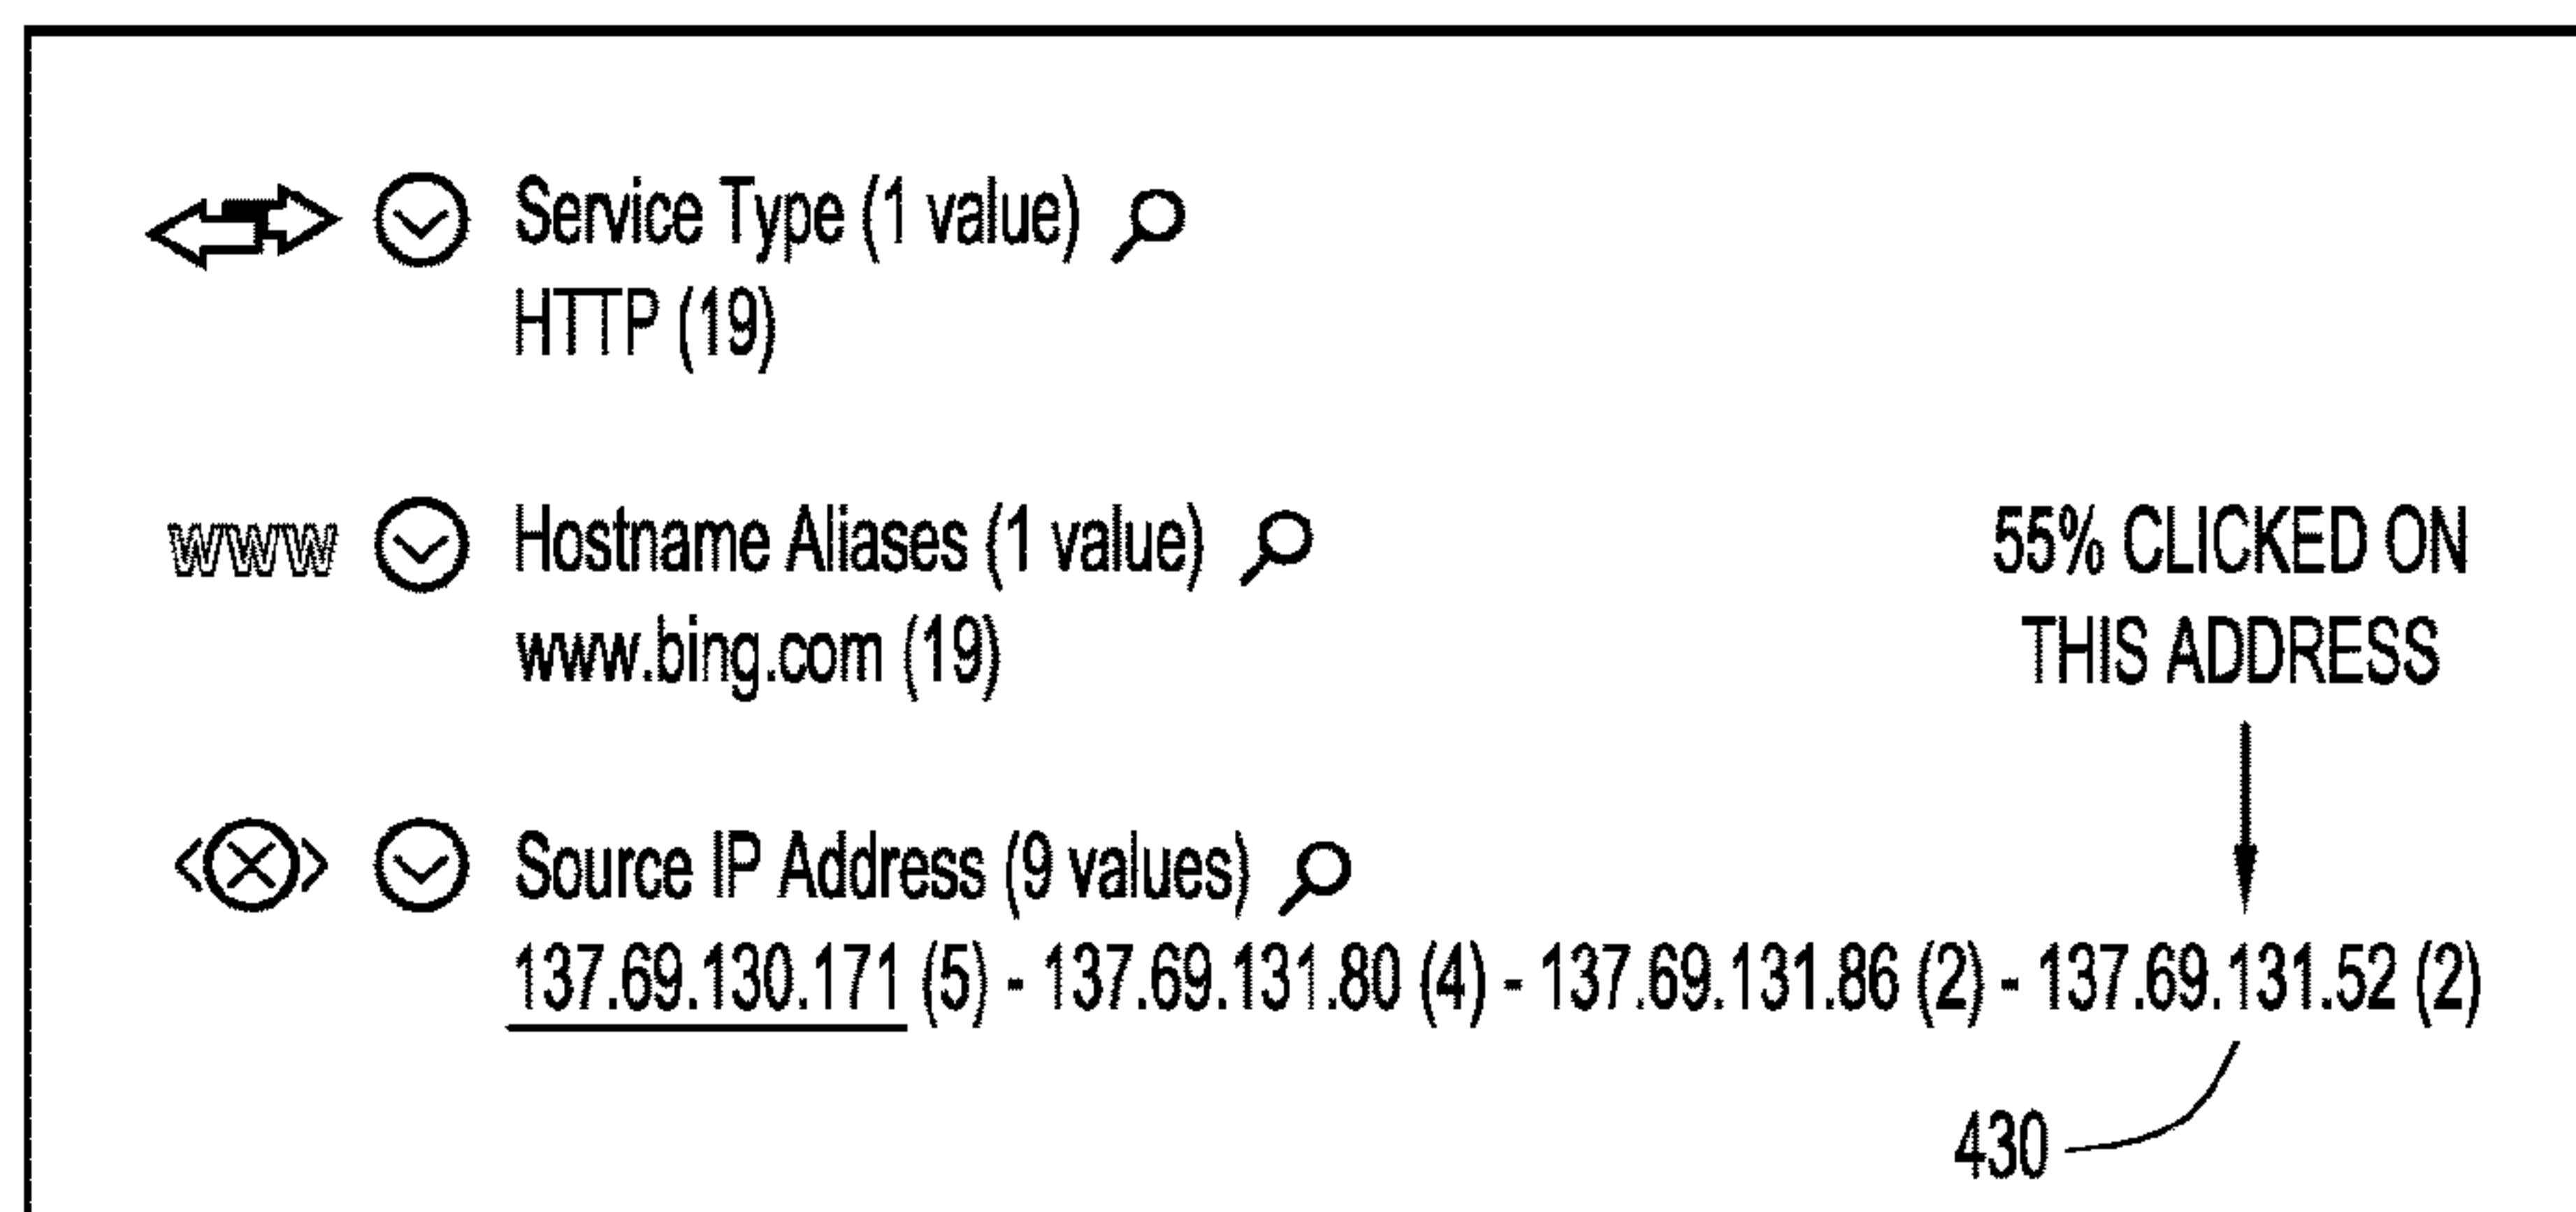 Service Type (1 value)
HTTP (19)
www
Hostname Aliases (1 value)
www.bing.com (19)
55% CLICKED ON
THIS ADDRESS
Source IP Address (9 values)
137.69.130.171 (5) - 137.69.131.80 (4) - 137.69.131.86 (2) - 137.69.131.52 (2)
430